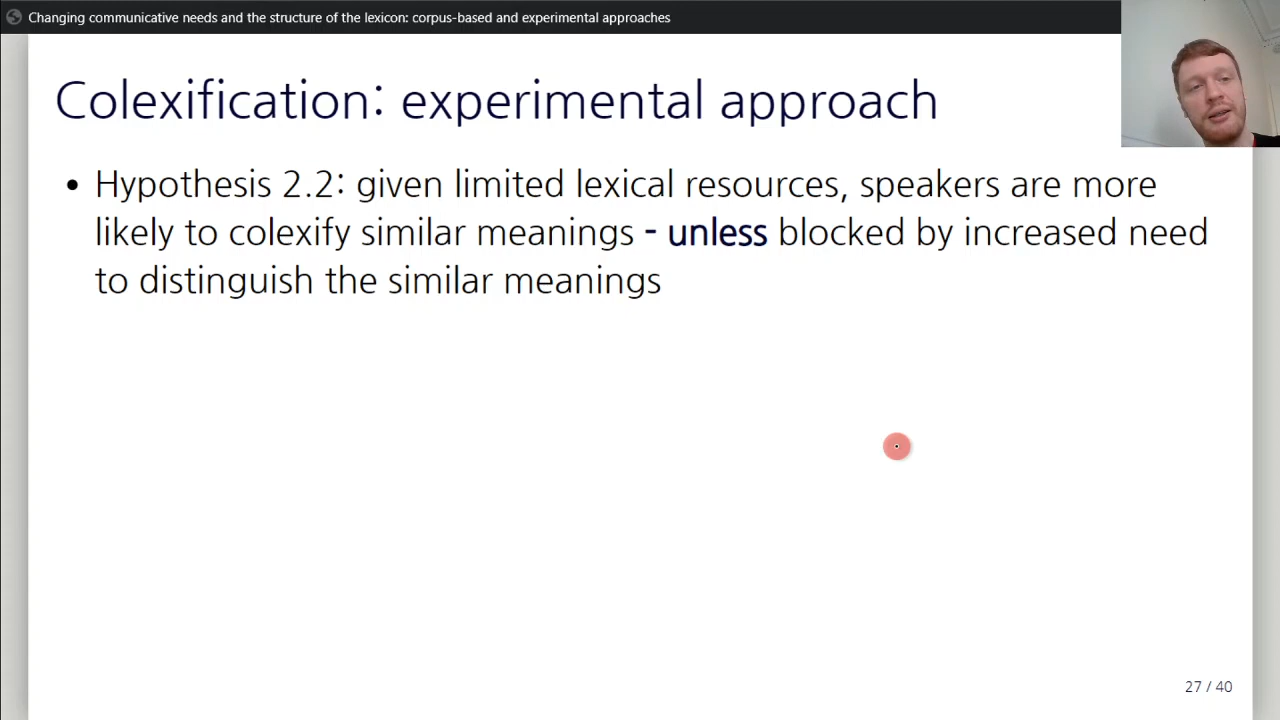 Changing communicative needs and the structure of the lexicon: corpus-based and experimental approaches
Colexification: experimental approach
• Hypothesis 2.2: given limited lexical resources, speakers are more
likely to colexify similar meanings - unless blocked by increased need
to distinguish the similar meanings
27 / 40